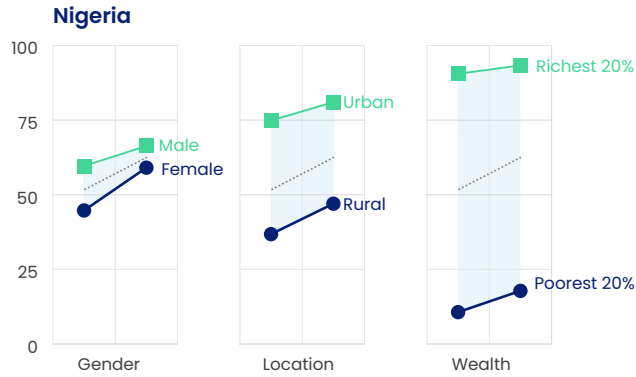 Nigeria
100
75
50
25
0
Male
Female
Gender
Urban
Rural
Location
Richest 20%
Poorest 20%
Wealth